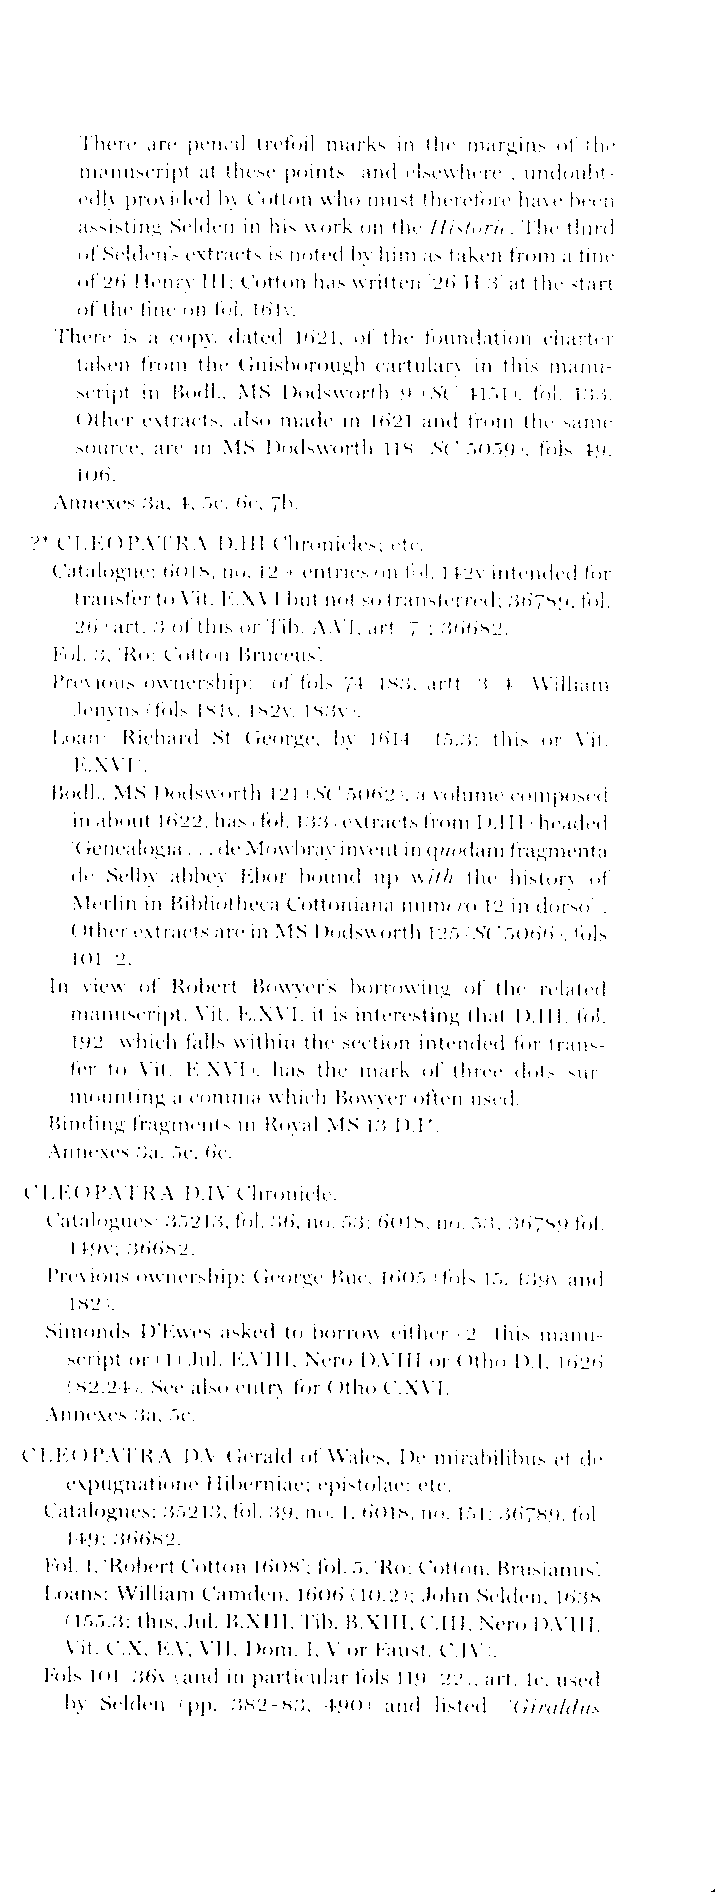 There are pencil trefoil marks in the margins of the
manuscript at these points (and elsewhere), undoubt-
edly provided by Cotton who must therefore have been
assisting Selden in his work on the Historie. The third
of Selden's extracts is noted by him as taken from a fine
of 26 Henry III; Cotton has written '26 H 3' at the start
of the fine on fol. 161v.
There is a copy, dated 1621, of the foundation charter
taken from the Guisborough cartulary in this manu-
script in Bodl., MS Dodsworth 9 (SC 4151), fol. 133.
Other extracts, also made in 1621 and from the same
source, are in MS Dodsworth 118 (SC 5059), fols 49,
106.
Annexes 3a, 4, 5c, 6c, 7b.
?* CLEOPATRA D.III Chronicles; etc.
Catalogue: 6018, no. 12 + entries on fol. 142v intended for
transfer to Vit. E.XVI but not so transferred; 36789, fol.
26 (art. 3 of this or Tib. A.VI, art. 7); 36682.
Fol. 3, 'Ro: Cotton Bruceus'.
Previous ownership: (of fols 74–183, artt. 3, 4) William
Jenyns (fols 181v, 182v, 183v).
Loan: Richard St George, by 1614 (15.3: this or Vit.
E.XVI).
Bodl., MS Dodsworth 121 (SC 5062), a volume composed
in about 1622, has (fol. 133) extracts from D.III (headed
'Genealogia . . . de Mowbray invent in quodam fragmenta
de Selby abbey Ebor bound up with the history of
Merlin in Bibliotheca Cottoniana numero 12 in dorso').
Other extracts are in MS Dodsworth 125 (SC 5066), fols
101–2.
In view of Robert Bowyer's borrowing of the related
manuscript, Vit. E.XVI, it is interesting that D.III, fol.
192 (which falls within the section intended for trans-
fer to Vit. E.XVI), has the mark of three dots sur-
mounting a comma which Bowyer often used.
Binding fragments in Royal MS 13 D.I*.
Annexes 3a, 5c, 6c.
CLEOPATRA D.IV Chronicle.
Catalogues: 35213, fol. 36, no. 53; 6018, no. 53; 36789 fol.
149v; 36682.
Previous ownership: George Buc, 1605 (fols 15, 139v and
182).
Simonds D'Ewes asked to borrow either (2) this manu-
script or (1) Jul. E.VIII, Nero D.VIII or Otho D.I, 1626
(82.24). See also entry for Otho C.XVI.
Annexes 3a, 5c.
CLEOPATRA D.V Gerald of Wales, De mirabilibus et de
expugnatione Hiberniae; epistolae; etc.
Catalogues: 35213, fol. 39, no. 1; 6018, no. 151; 36789, fol.
149; 36682.
Fol. 1, 'Robert Cotton 1608'; fol. 5, 'Ro: Cotton, Brusianus'.
Loans: William Camden, 1606 (10.2); John Selden, 1638
(155.3: this, Jul. B.XIII, Tib. B.XIII, C.III, Nero D.VIII,
Vit. C.X, E.V, VII, Dom. I, V or Faust. C.IV).
Fols 101–36v (and in particular fols 119–22), art. 1c, used
by Selden (pp. 382–83, 490) and listed ('Giraldus